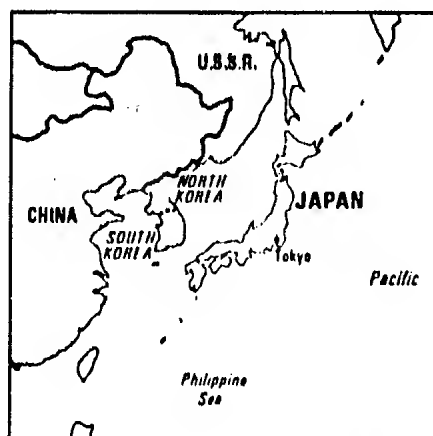 U.S.S.R.
NORTH
KOREA
JAPAN
CHINA
SOUTH
KOREA
Tokyo
Pacific
Philippine
Sea